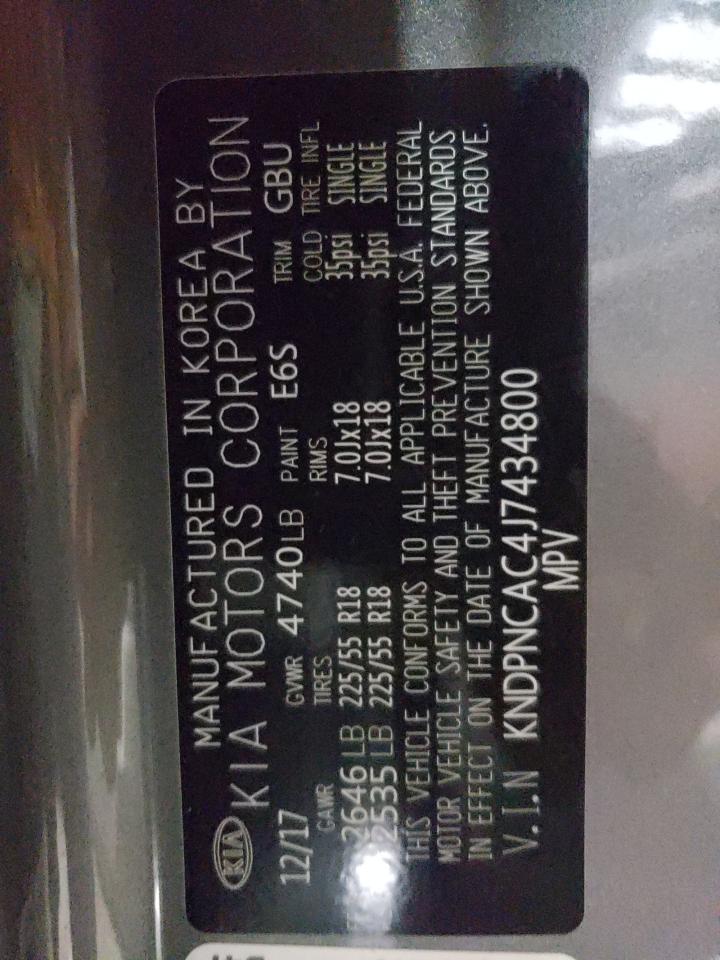 KIA MANUFACTURED IN KOREA BY
KIA MOTORS CORPORATION
12/17 GVWR 4740LB PAINT E6S TRIM GBU
GAWR TIRES RIMS COLD TIRE INFL
2646 LB 225/55 R18 7.0Jx18 35psi SINGLE
2535 LB 225/55 R18 7.0Jx18 35psi SINGLE
THIS VEHICLE CONFORMS TO ALL APPLICABLE U.S.A. FEDERAL
MOTOR VEHICLE SAFETY AND THEFT PREVENTION STANDARDS
IN EFFECT ON THE DATE OF MANUFACTURE SHOWN ABOVE.
V.I.N KNDPNCAC4J7434800
MPV